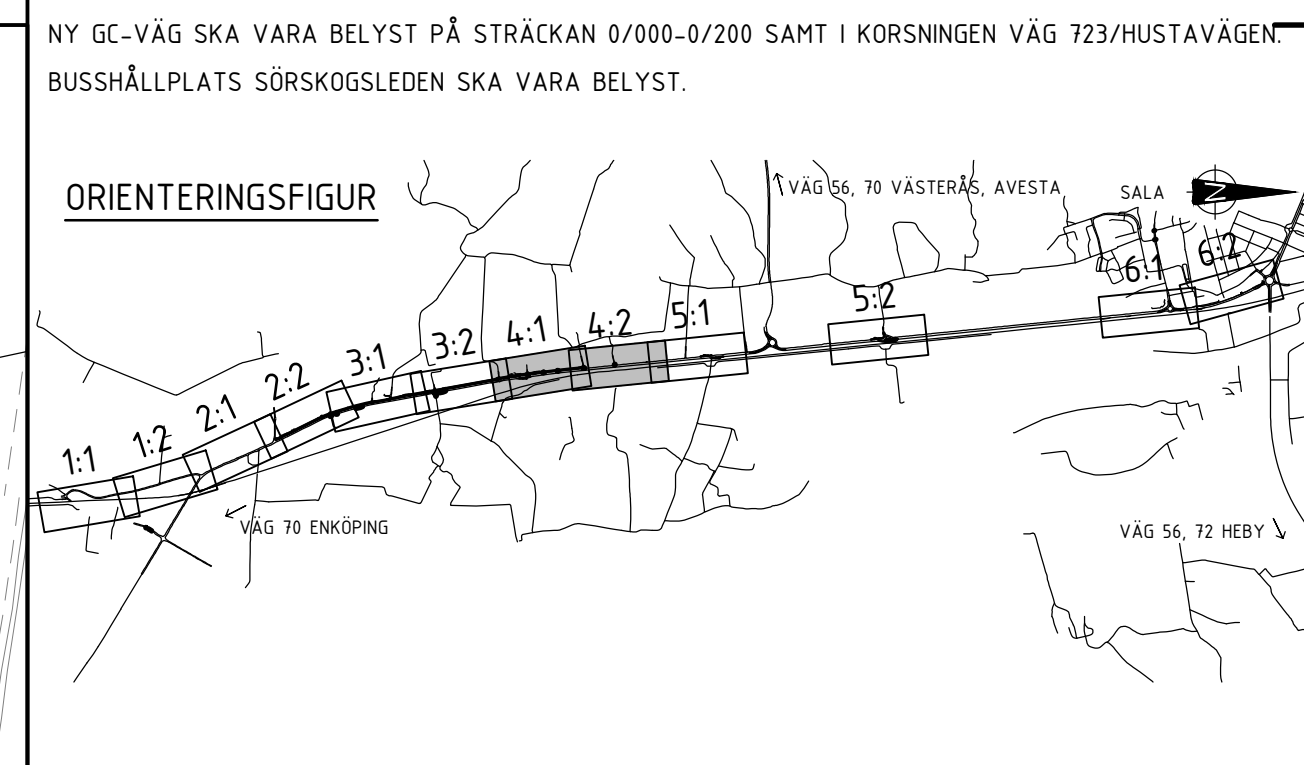 NY GC-VÄG SKA VARA BELYST PÅ STRÄCKAN 0/000-0/200 SAMT I KORSNINGEN VÄG 723/HUSTAVÄGEN.
BUSSHÅLLPLATS SÖRSKOGSLEDEN SKA VARA BELYST.
ORIENTERINGSFIGUR
VÄG 56, 70 VÄSTERÅS, AVESTA
SALA
N
6:2
6:1
5:2
5:1
4:2
4:1
3:2
3:1
2:2
2:1
1:2
1:1
VÄG 70 ENKÖPING
VÄG 56, 72 HEBY